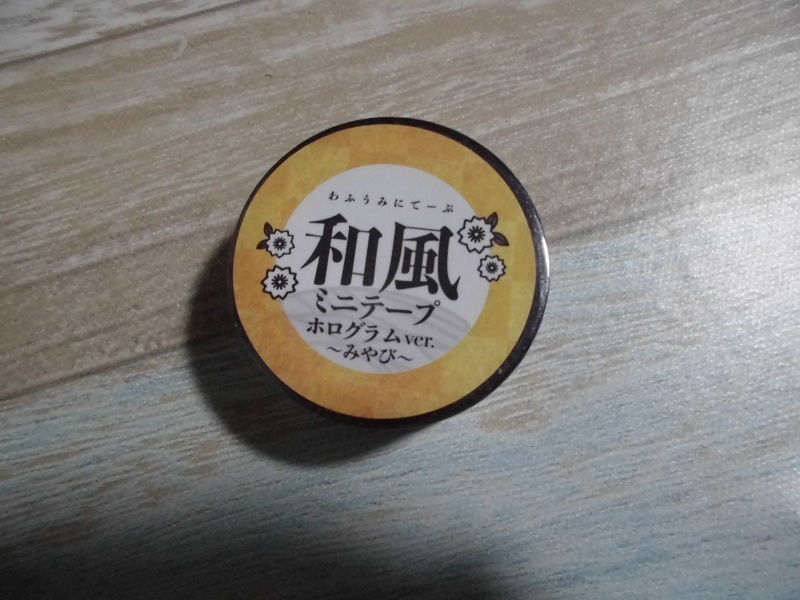 わふうみにてーぷ
和風
ミニテープ
ホログラムver.
～みやび～